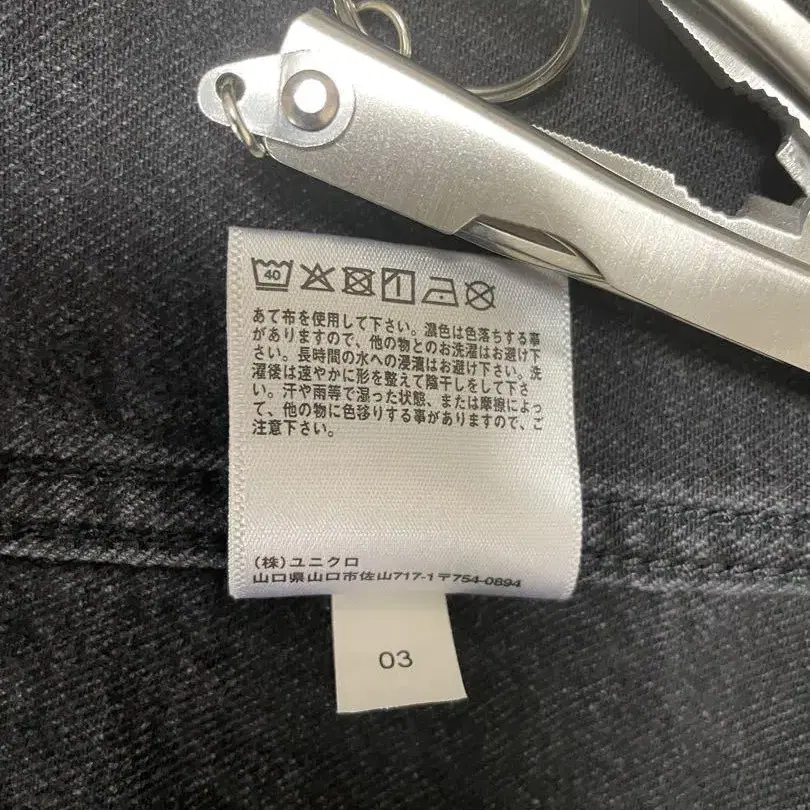 40
あて布を使用して下さい。濃色は色落ちする事
がありますので、他の物とのお洗濯はお避け下
さい。長時間の水への浸漬はお避け下さい。洗
濯後は速やかに形を整えて陰干しをして下さ
い。汗や雨等で湿った状態、または摩擦によっ
て、他の物に色移りする事がありますので、ご
注意下さい。
(株)ユニクロ
山口県山口市佐山717-1〒754-0894
03